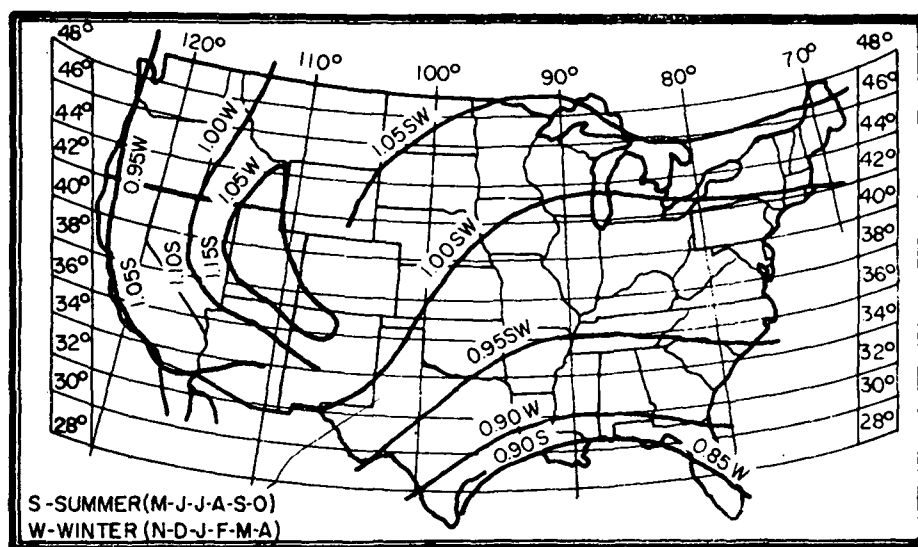 120° 110° 100° 90° 80° 70°
48° 46° 44° 42° 40° 38° 36° 34° 32° 30° 28°
48° 46° 44° 42° 40° 38° 36° 34° 32° 30° 28°
0.95W
1.00W
1.05W
1.05SW
1.05S
1.10S
1.15S
1.00SW
0.95SW
0.90W
0.90S
0.85W
S-SUMMER(M-J-J-A-S-O)
W-WINTER(N-D-J-F-M-A)